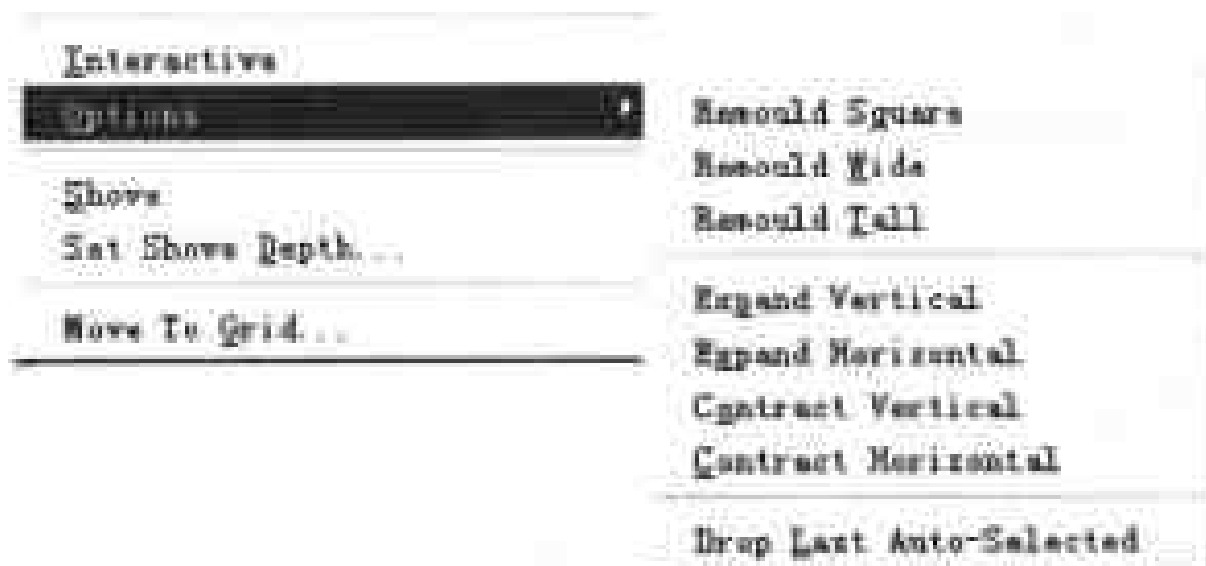 Interactive
Options
Shove
Set Shove Depth...
Move To Grid...
Remould Square
Remould Wide
Remould Tall
Expand Vertical
Expand Horizontal
Contract Vertical
Contract Horizontal
Drop Last Auto-Selected